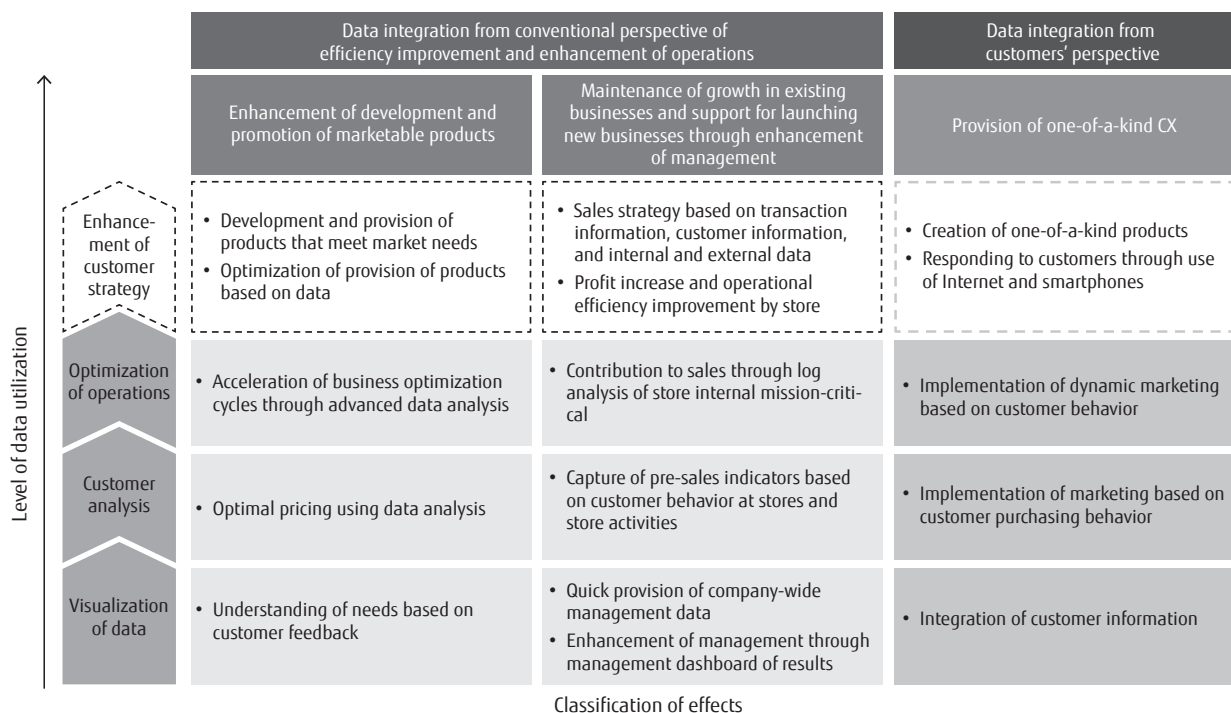 Data integration from conventional perspective of
efficiency improvement and enhancement of operations
Data integration from
customers' perspective
Enhancement of development and
promotion of marketable products
Maintenance of growth in existing
businesses and support for launching
new businesses through enhancement
of management
Provision of one-of-a-kind CX
Level of data utilization
Enhance-
ment of
customer
strategy
• Development and provision of
products that meet market needs
• Optimization of provision of products
based on data
• Sales strategy based on transaction
information, customer information,
and internal and external data
• Profit increase and operational
efficiency improvement by store
• Creation of one-of-a-kind products
• Responding to customers through use
of Internet and smartphones
Optimization
of operations
• Acceleration of business optimization
cycles through advanced data analysis
• Contribution to sales through log
analysis of store internal mission-criti-
cal
• Implementation of dynamic marketing
based on customer behavior
Customer
analysis
• Optimal pricing using data analysis
• Capture of pre-sales indicators based
on customer behavior at stores and
store activities
• Implementation of marketing based on
customer purchasing behavior
Visualization
of data
• Understanding of needs based on
customer feedback
• Quick provision of company-wide
management data
• Enhancement of management through
management dashboard of results
• Integration of customer information
Classification of effects